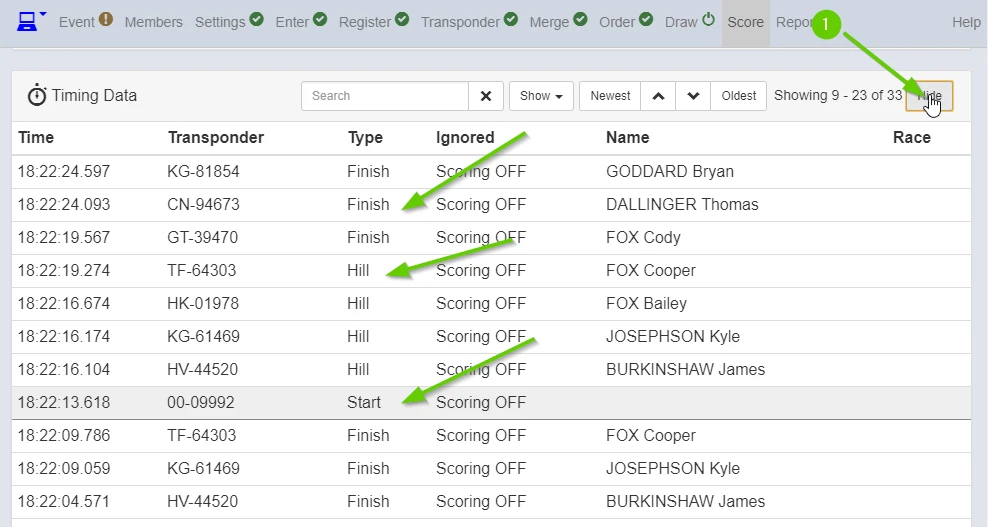 Event Members Settings Enter Register Transponder Merge Order Draw Score Repor 1 Help
Timing Data Search Show Newest Oldest Showing 9 - 23 of 33 Hide
Time Transponder Type Ignored Name Race
18:22:24.597 KG-81854 Finish Scoring OFF GODDARD Bryan
18:22:24.093 CN-94673 Finish Scoring OFF DALLINGER Thomas
18:22:19.567 GT-39470 Finish Scoring OFF FOX Cody
18:22:19.274 TF-64303 Hill Scoring OFF FOX Cooper
18:22:16.674 HK-01978 Hill Scoring OFF FOX Bailey
18:22:16.174 KG-61469 Hill Scoring OFF JOSEPHSON Kyle
18:22:16.104 HV-44520 Hill Scoring OFF BURKINSHAW James
18:22:13.618 00-09992 Start Scoring OFF
18:22:09.786 TF-64303 Finish Scoring OFF FOX Cooper
18:22:09.059 KG-61469 Finish Scoring OFF JOSEPHSON Kyle
18:22:04.571 HV-44520 Finish Scoring OFF BURKINSHAW James